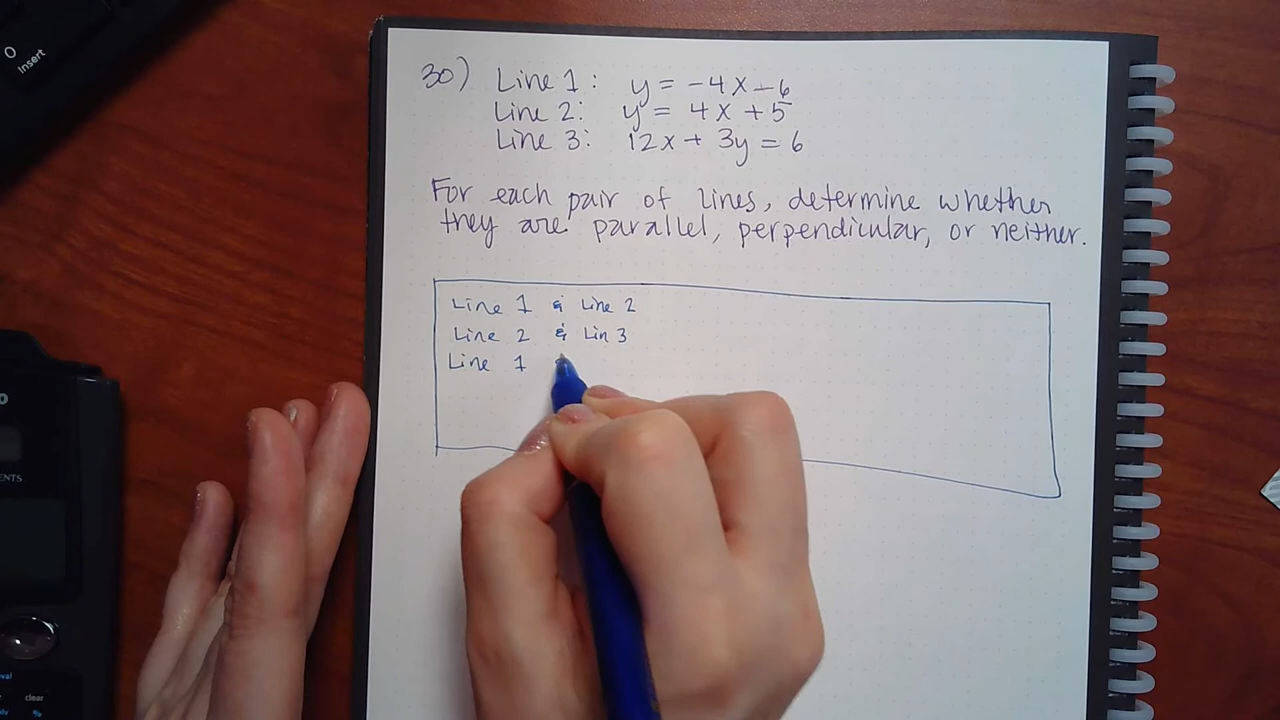 30) Line 1: y = -4x-6
Line 2: y = 4x+5
Line 3: 12x + 3y = 6
For each pair of lines, determine whether
they are parallel, perpendicular, or neither.
Line 1 & Line 2
Line 2 & Lin 3
Line 1
0
Insert
clear
%